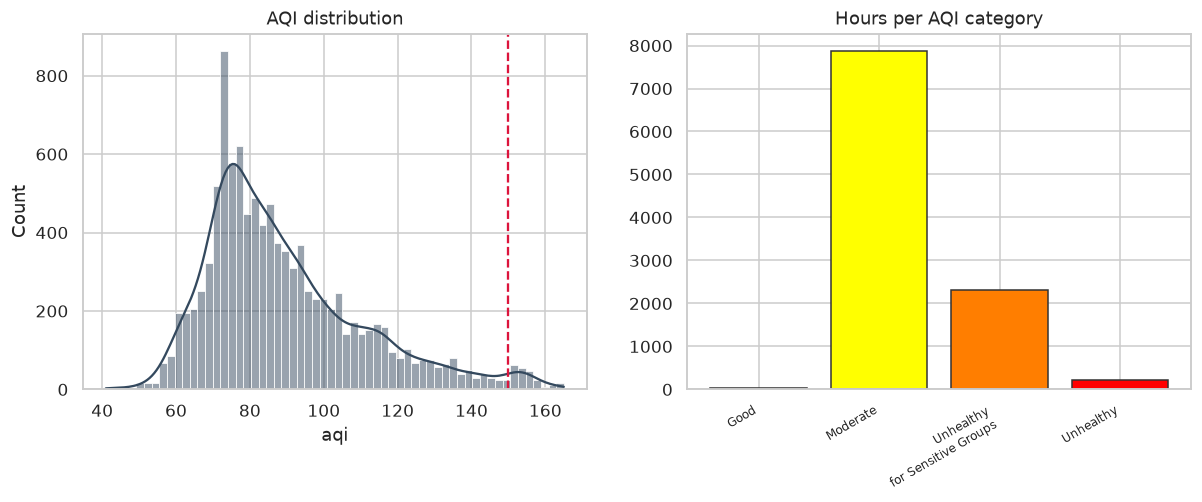 AQI distribution
Count
800
600
400
200
0
40 60 80 100 120 140 160
aqi
Hours per AQI category
8000
7000
6000
5000
4000
3000
2000
1000
0
Good
Moderate
Unhealthy
for Sensitive Groups
Unhealthy